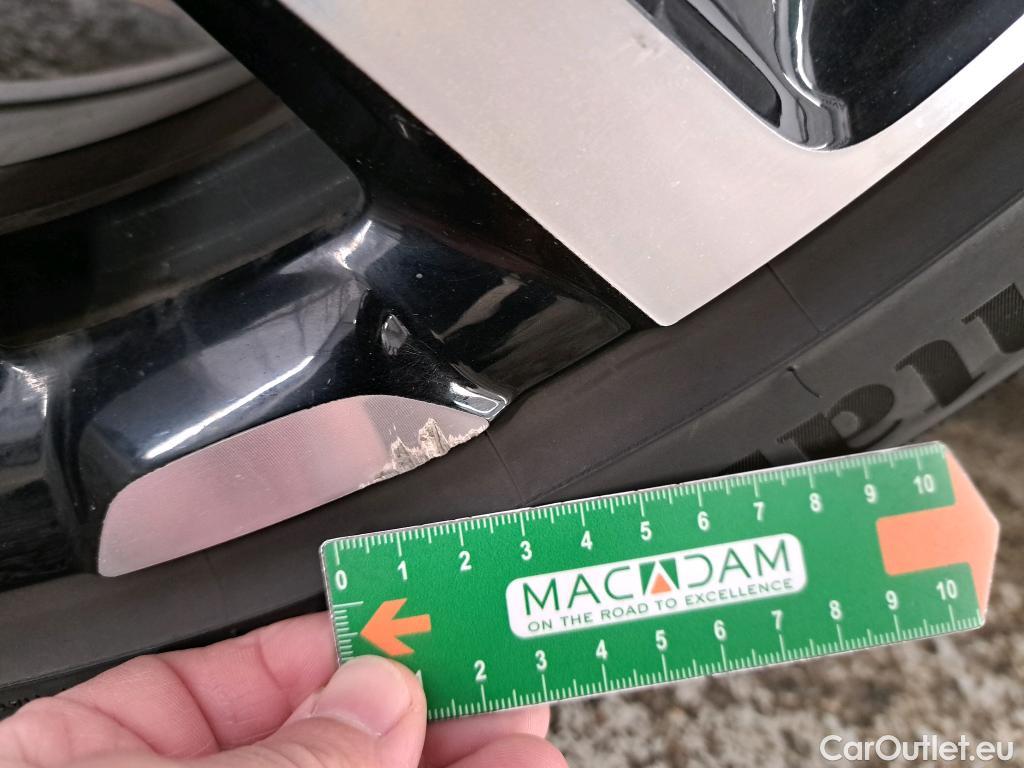 0 1 2 3 4 5 6 7 8 9 10
MACADAM
ON THE ROAD TO EXCELLENCE
1 2 3 4 5 6 7 8 9 10
CarOutlet.eu